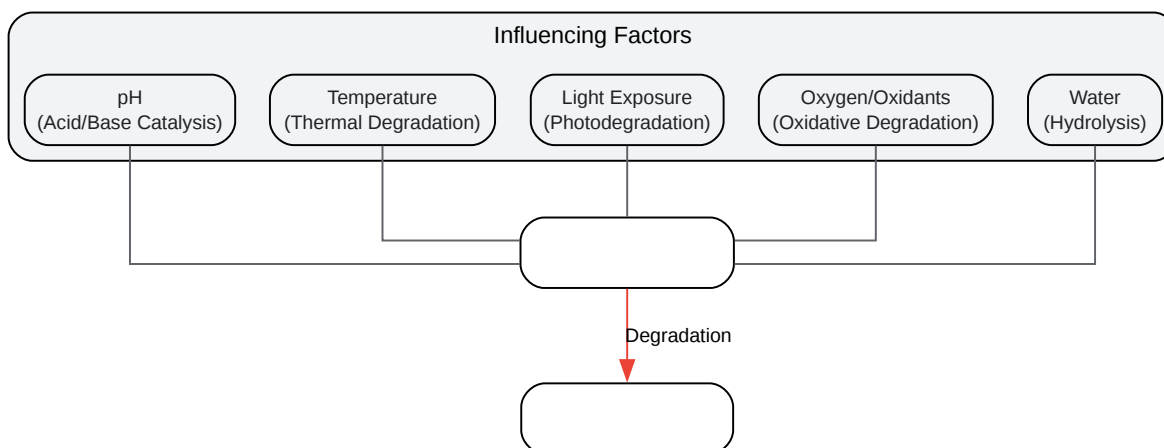 Influencing Factors
pH
(Acid/Base Catalysis)
Temperature
(Thermal Degradation)
Light Exposure
(Photodegradation)
Oxygen/Oxidants
(Oxidative Degradation)
Water
(Hydrolysis)
Degradation